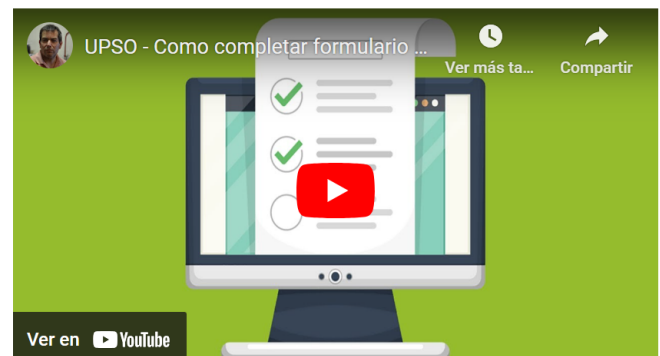 UPSO - Como completar formulario ...
Ver más ta...
Compartir
Ver en YouTube